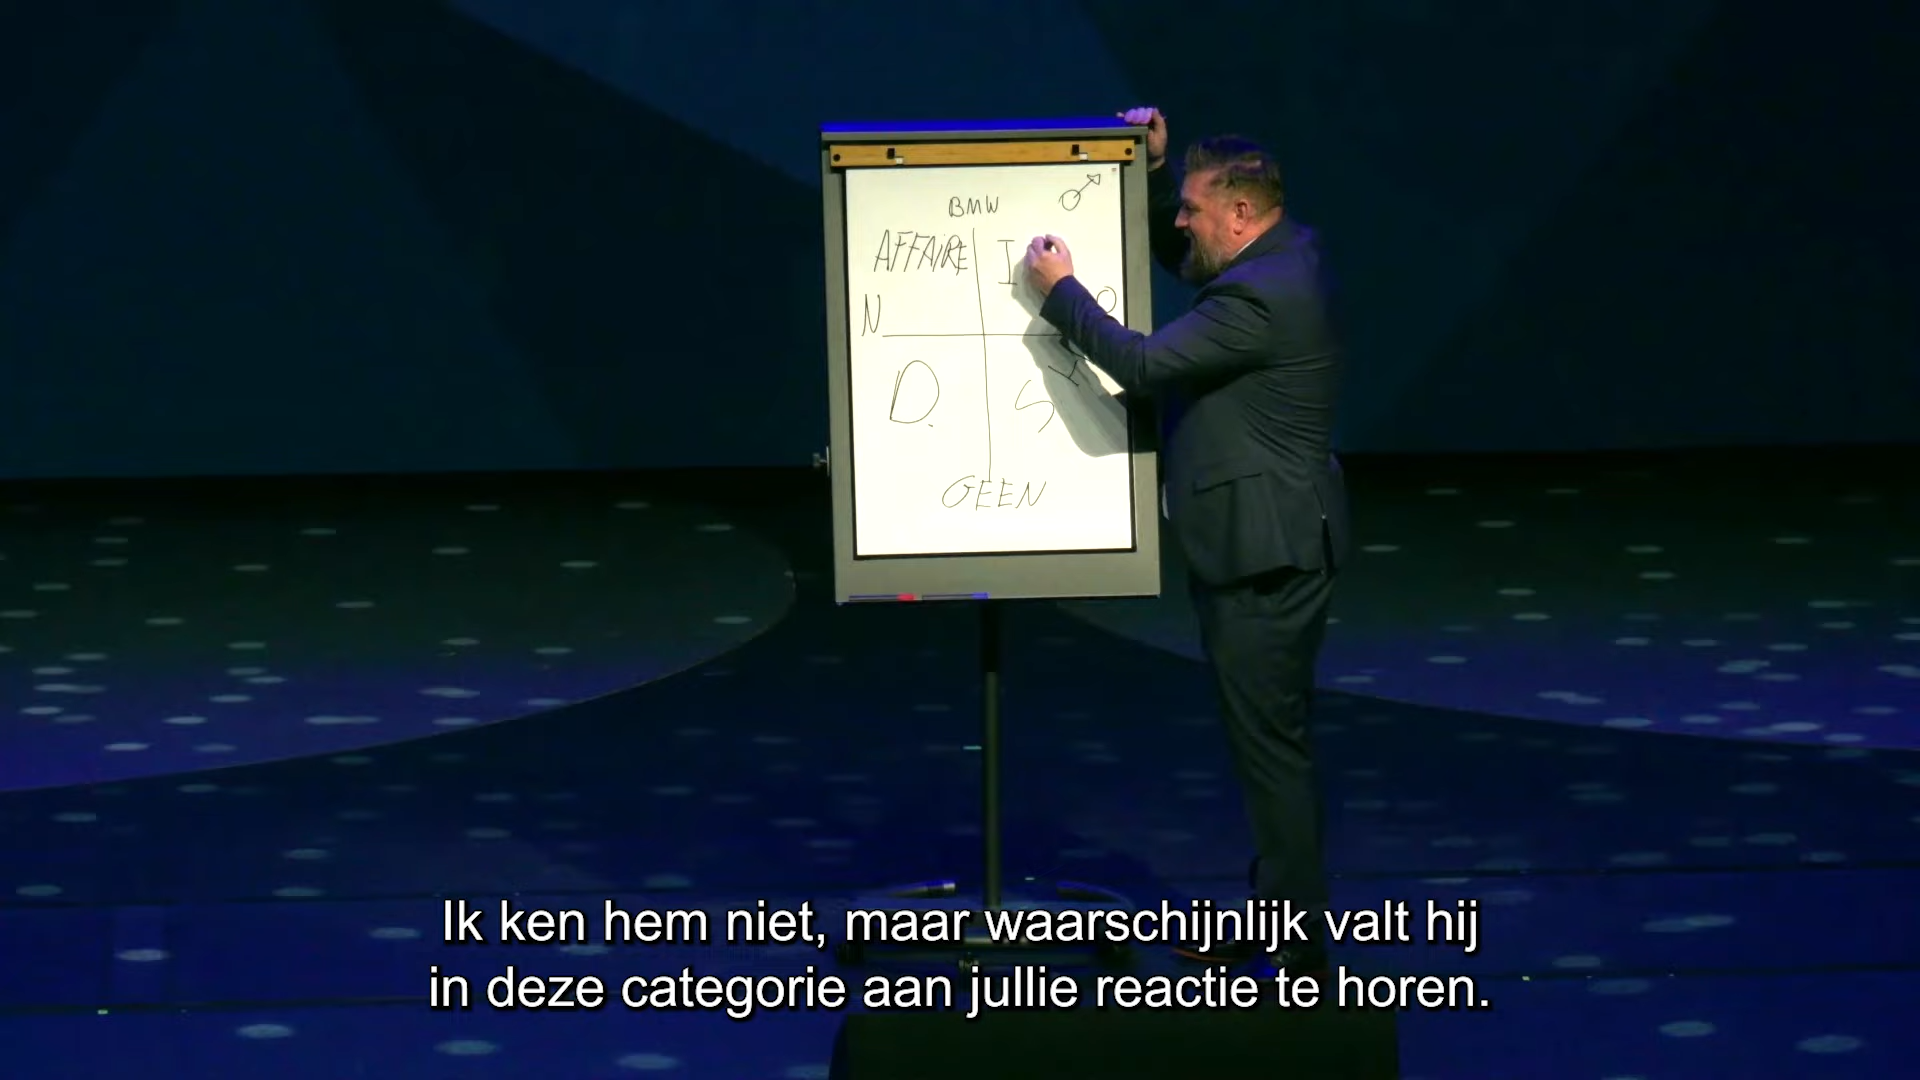 BMW
AFFAIRE I
N O
D. S
GEEN
Ik ken hem niet, maar waarschijnlijk valt hij
in deze categorie aan jullie reactie te horen.